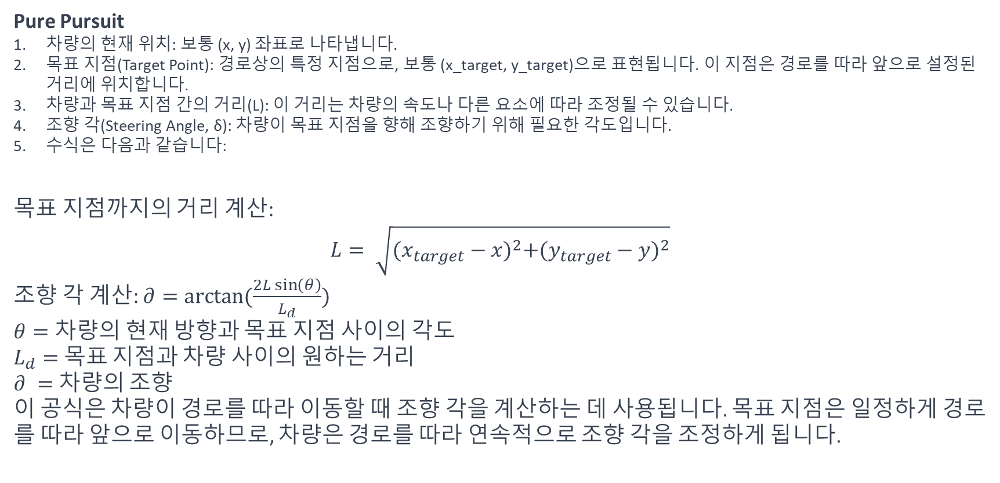 Pure Pursuit
1. 차량의 현재 위치: 보통 (x, y) 좌표로 나타냅니다.
2. 목표 지점(Target Point): 경로상의 특정 지점으로, 보통 (x_target, y_target)으로 표현됩니다. 이 지점은 경로를 따라 앞으로 설정된
거리에 위치합니다.
3. 차량과 목표 지점 간의 거리(L): 이 거리는 차량의 속도나 다른 요소에 따라 조정될 수 있습니다.
4. 조향 각(Steering Angle, δ): 차량이 목표 지점을 향해 조향하기 위해 필요한 각도입니다.
5. 수식은 다음과 같습니다:
목표 지점까지의 거리 계산:
L = √((x_target − x)²+(y_target − y)²)
조향 각 계산: ∂ = arctan(2L sin(θ)/L_d)
θ = 차량의 현재 방향과 목표 지점 사이의 각도
L_d = 목표 지점과 차량 사이의 원하는 거리
∂ = 차량의 조향
이 공식은 차량이 경로를 따라 이동할 때 조향 각을 계산하는 데 사용됩니다. 목표 지점은 일정하게 경로
를 따라 앞으로 이동하므로, 차량은 경로를 따라 연속적으로 조향 각을 조정하게 됩니다.